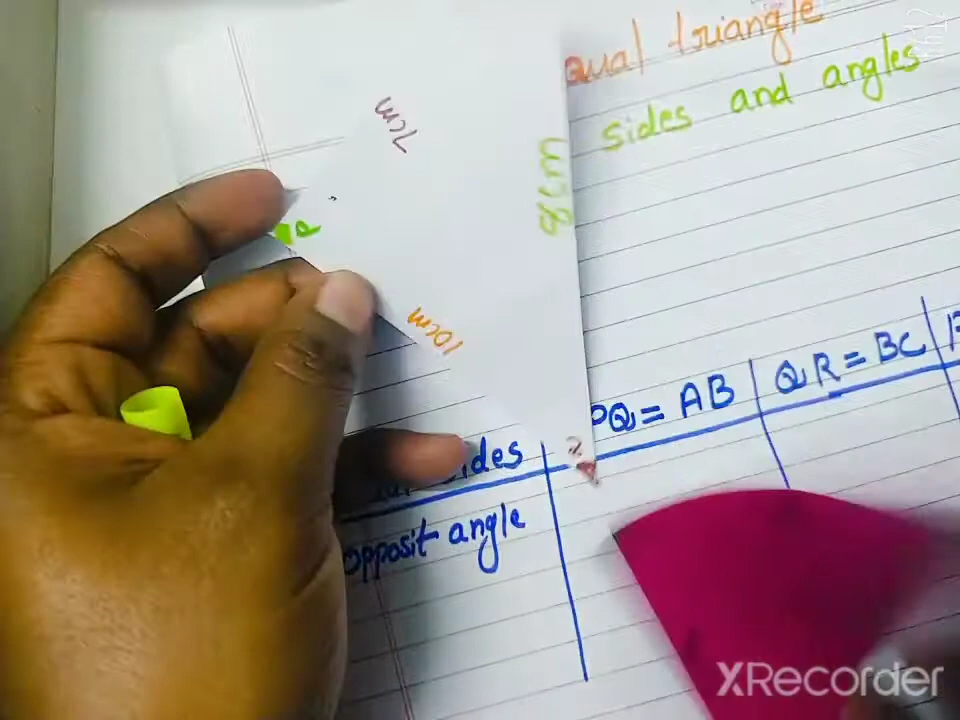 qual triangle
sides and angles
7cm
8cm
P
10cm
PQ = AB
QR = BC
sides
opposit angle
XRecorder